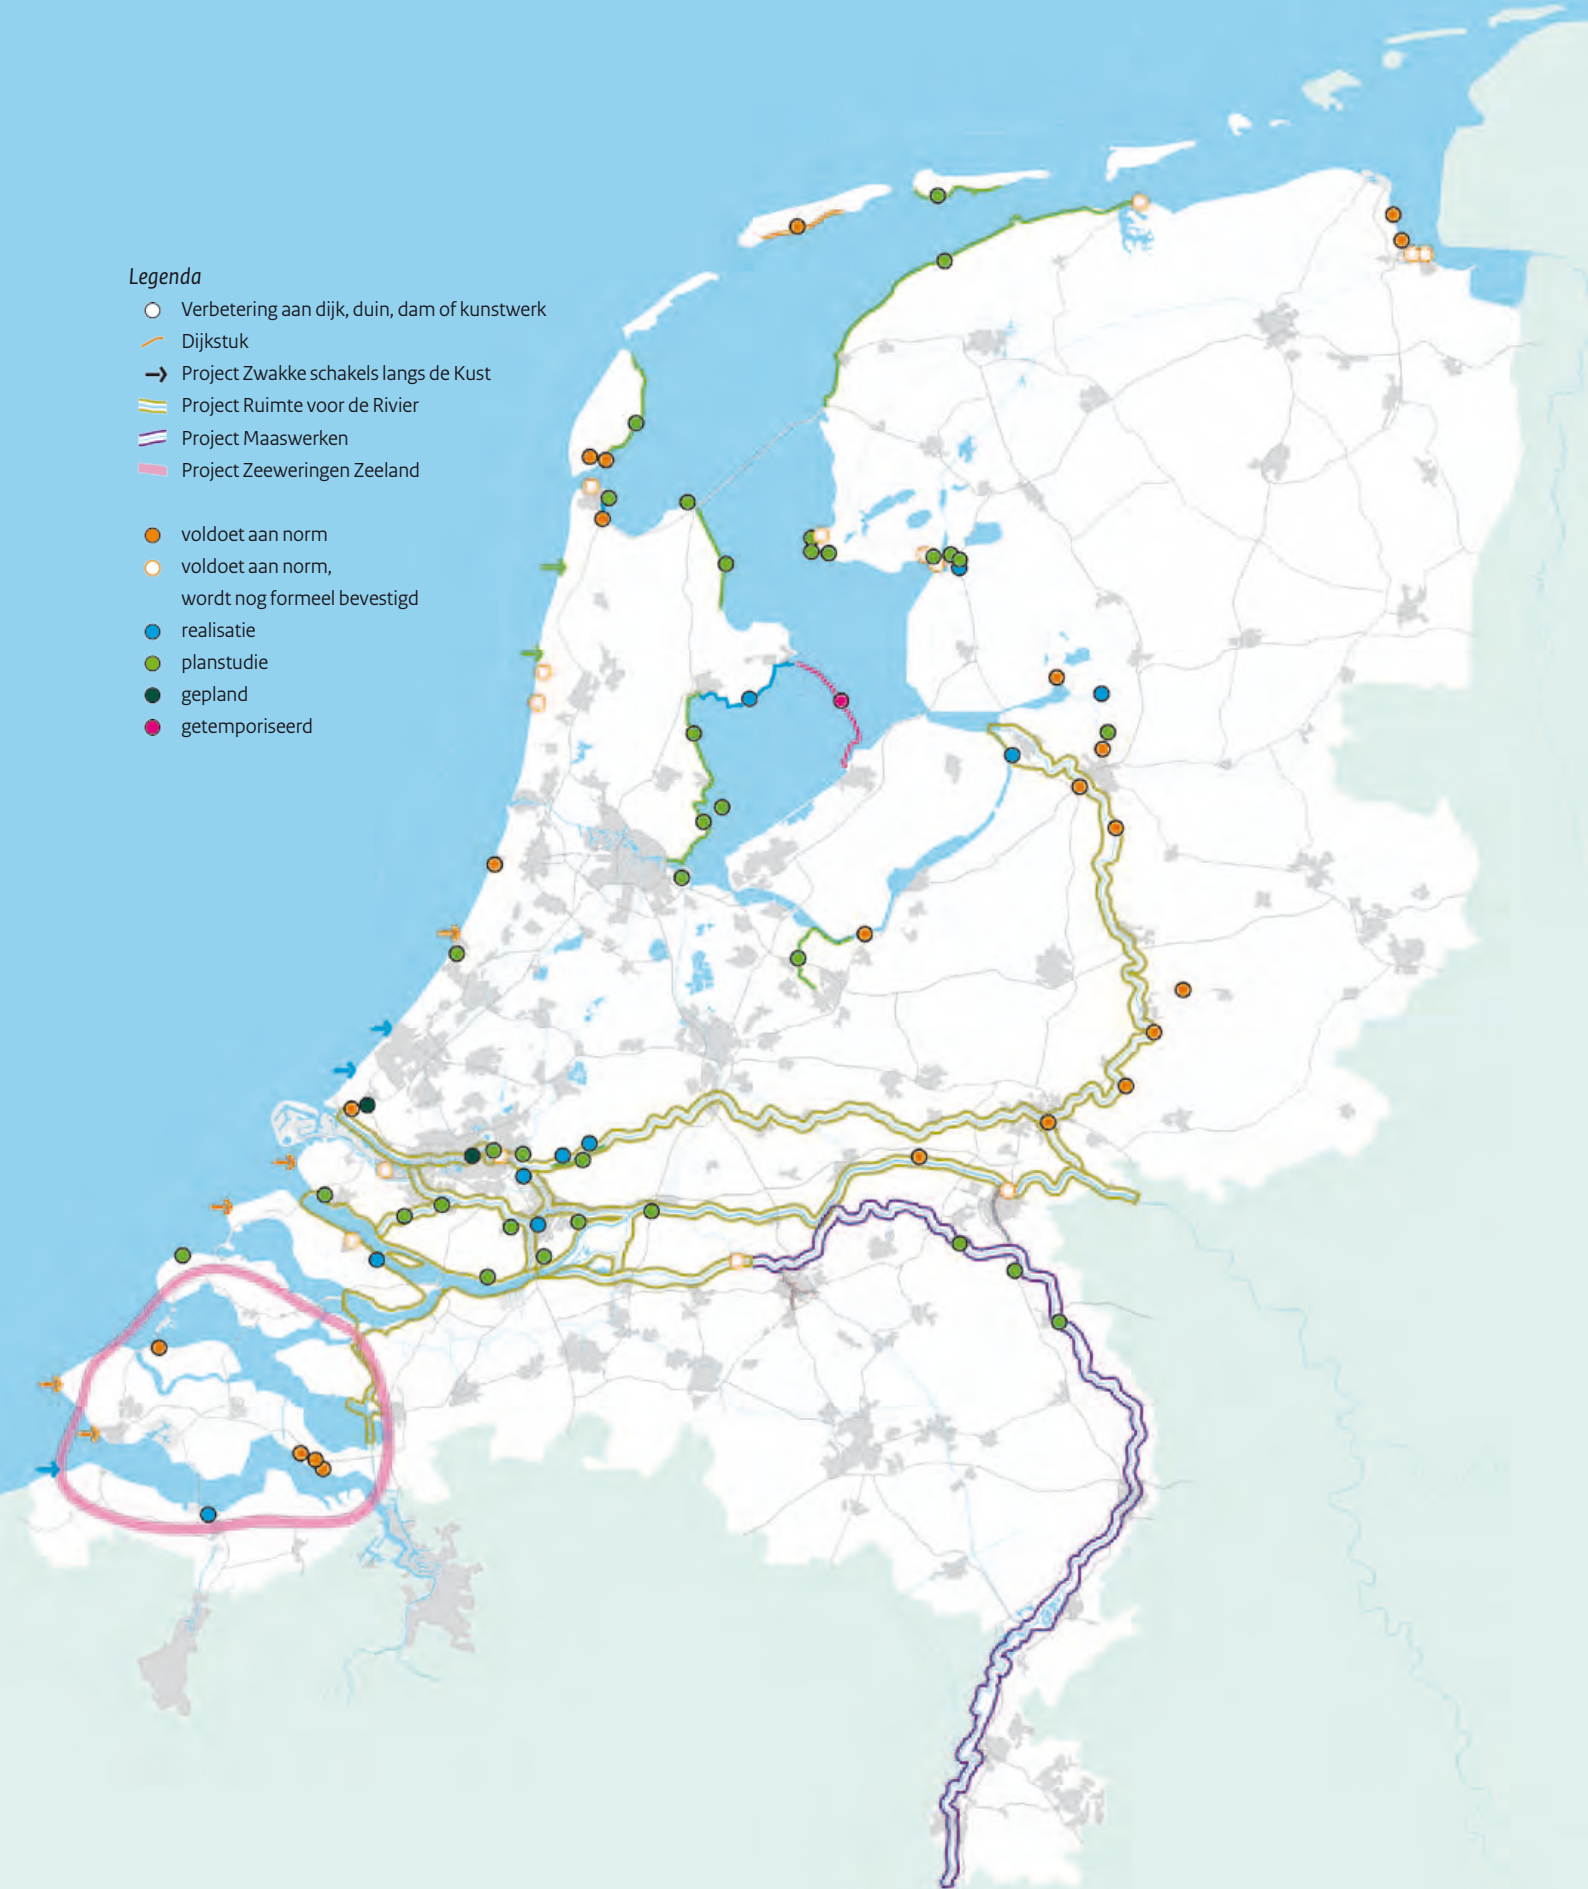 Legenda
Verbetering aan dijk, duin, dam of kunstwerk
Dijkstuk
Project Zwakke schakels langs de Kust
Project Ruimte voor de Rivier
Project Maaswerken
Project Zeeweringen Zeeland
voldoet aan norm
voldoet aan norm,
wordt nog formeel bevestigd
realisatie
planstudie
gepland
getemporiseerd